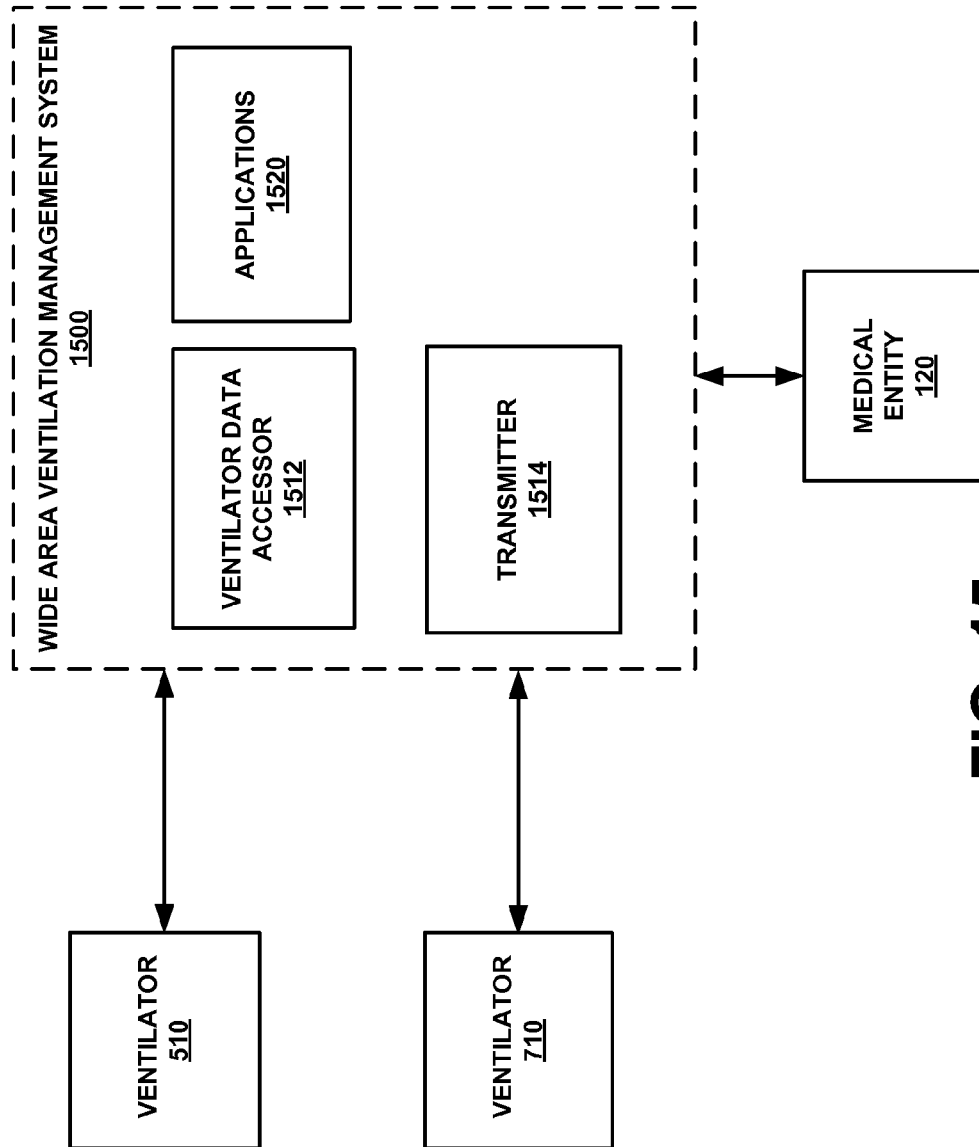 WIDE AREA VENTILATION MANAGEMENT SYSTEM
1500
VENTILATOR
510
VENTILATOR DATA
ACCESSOR
1512
APPLICATIONS
1520
VENTILATOR
710
TRANSMITTER
1514
MEDICAL
ENTITY
120